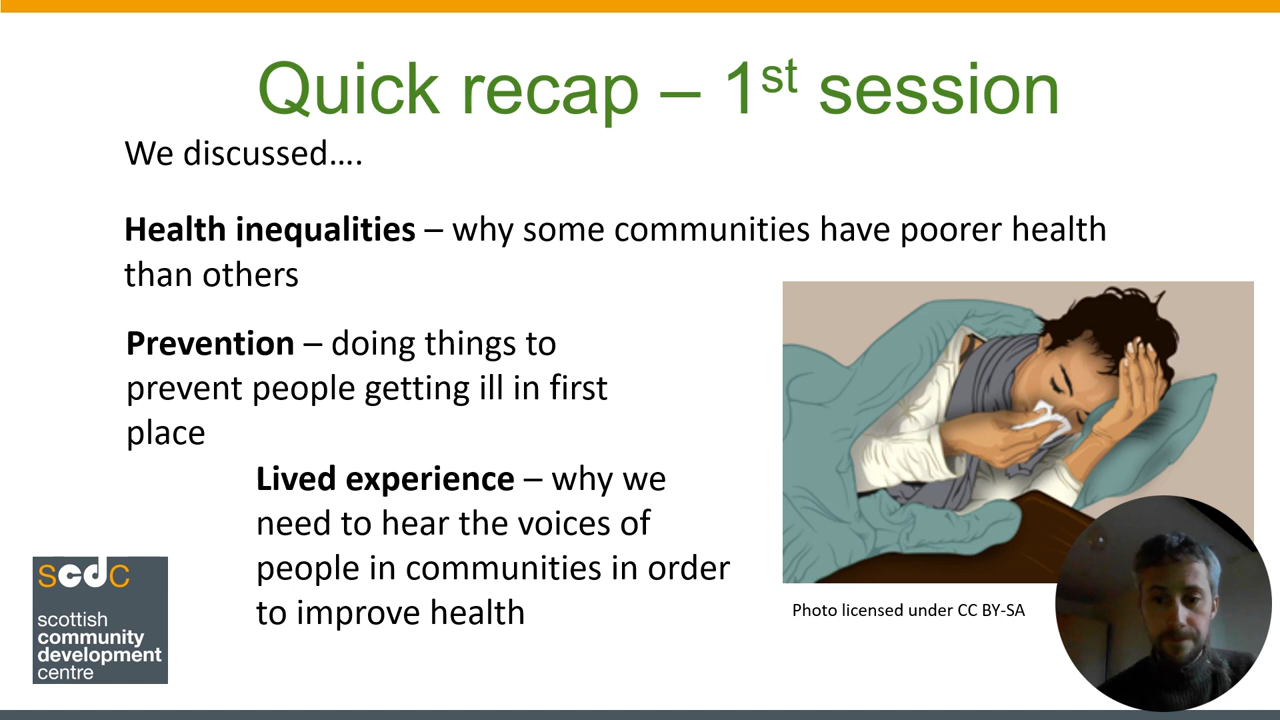 Quick recap – 1st session
We discussed....
Health inequalities – why some communities have poorer health
than others
Prevention – doing things to
prevent people getting ill in first
place
Lived experience – why we
need to hear the voices of
people in communities in order
to improve health
scdc
scottish
community
development
centre
Photo licensed under CC BY-SA